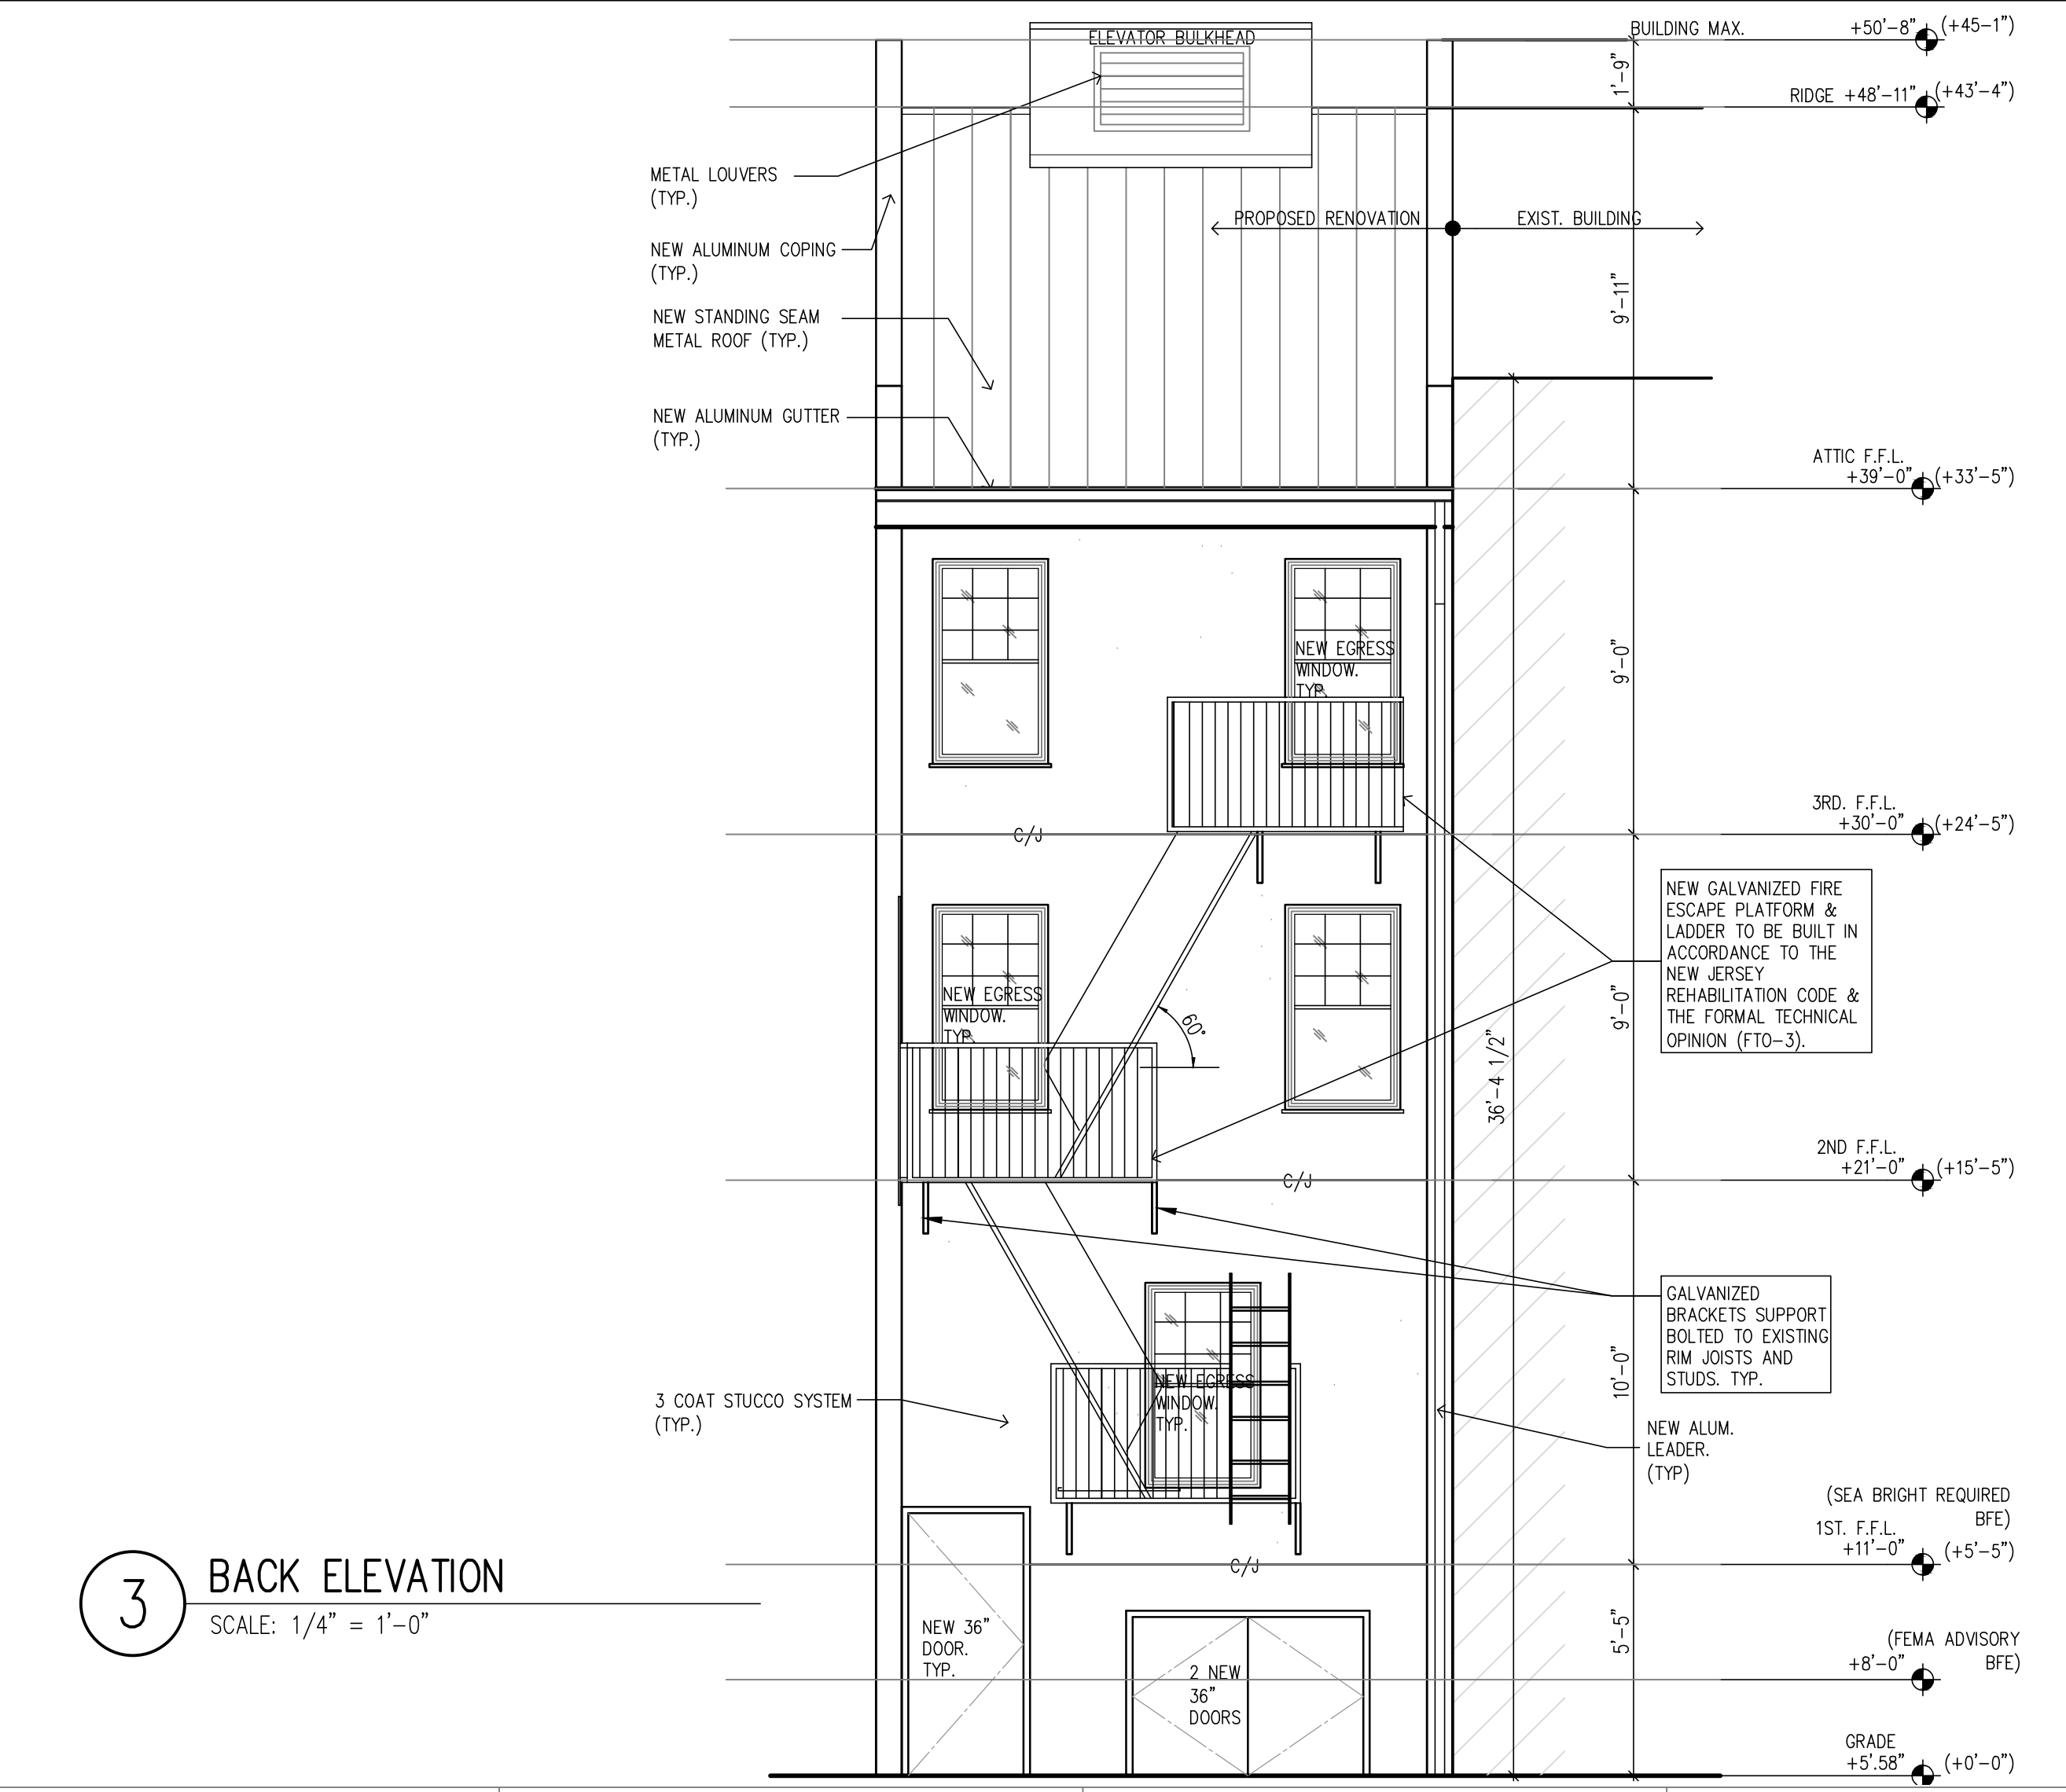 ELEVATOR BULKHEAD
BUILDING MAX.
+50'-8"
(+45-1")
1'-9"
RIDGE +48'-11"
(+43'-4")
METAL LOUVERS
(TYP.)
PROPOSED RENOVATION
EXIST. BUILDING
NEW ALUMINUM COPING
(TYP.)
9'-11"
NEW STANDING SEAM
METAL ROOF (TYP.)
NEW ALUMINUM GUTTER
(TYP.)
ATTIC F.F.L.
+39'-0"
(+33'-5")
NEW EGRESS
WINDOW.
TYP.
9'-0"
3RD. F.F.L.
+30'-0"
(+24'-5")
C/J
NEW GALVANIZED FIRE
ESCAPE PLATFORM &
LADDER TO BE BUILT IN
ACCORDANCE TO THE
NEW JERSEY
REHABILITATION CODE &
THE FORMAL TECHNICAL
OPINION (FTO-3).
NEW EGRESS
WINDOW.
TYP.
60°
9'-0"
36'-4 1/2"
2ND F.F.L.
+21'-0"
(+15'-5")
C/J
GALVANIZED
BRACKETS SUPPORT
BOLTED TO EXISTING
RIM JOISTS AND
STUDS. TYP.
10'-0"
NEW EGRESS
WINDOW.
TYP.
3 COAT STUCCO SYSTEM
(TYP.)
NEW ALUM.
LEADER.
(TYP)
(SEA BRIGHT REQUIRED
BFE)
1ST. F.F.L.
+11'-0"
(+5'-5")
C/J
3
BACK ELEVATION
SCALE: 1/4" = 1'-0"
NEW 36"
DOOR.
TYP.
5'-5"
2 NEW
36"
DOORS
(FEMA ADVISORY
BFE)
+8'-0"
GRADE
+5'.58"
(+0'-0")